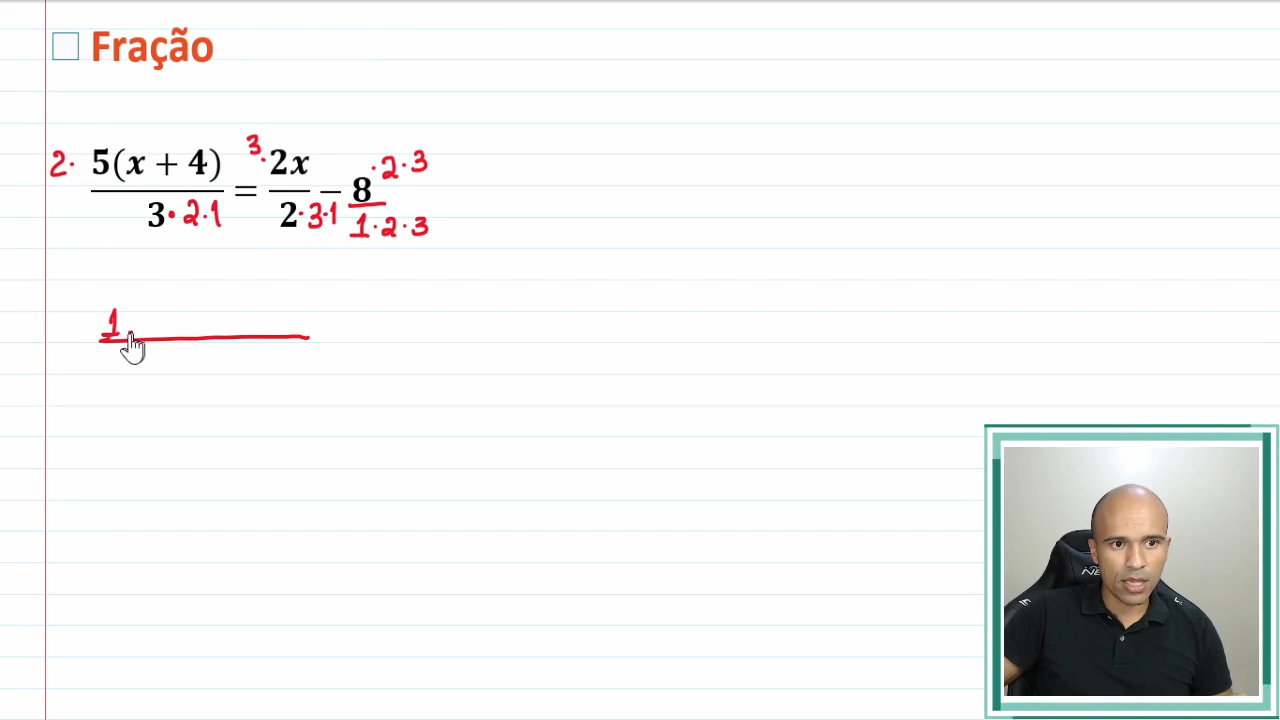 Fração
2· 5(x + 4) 3· 2x
= − 8 ·2·3
3·2·1 2·3·1 1·2·3
1